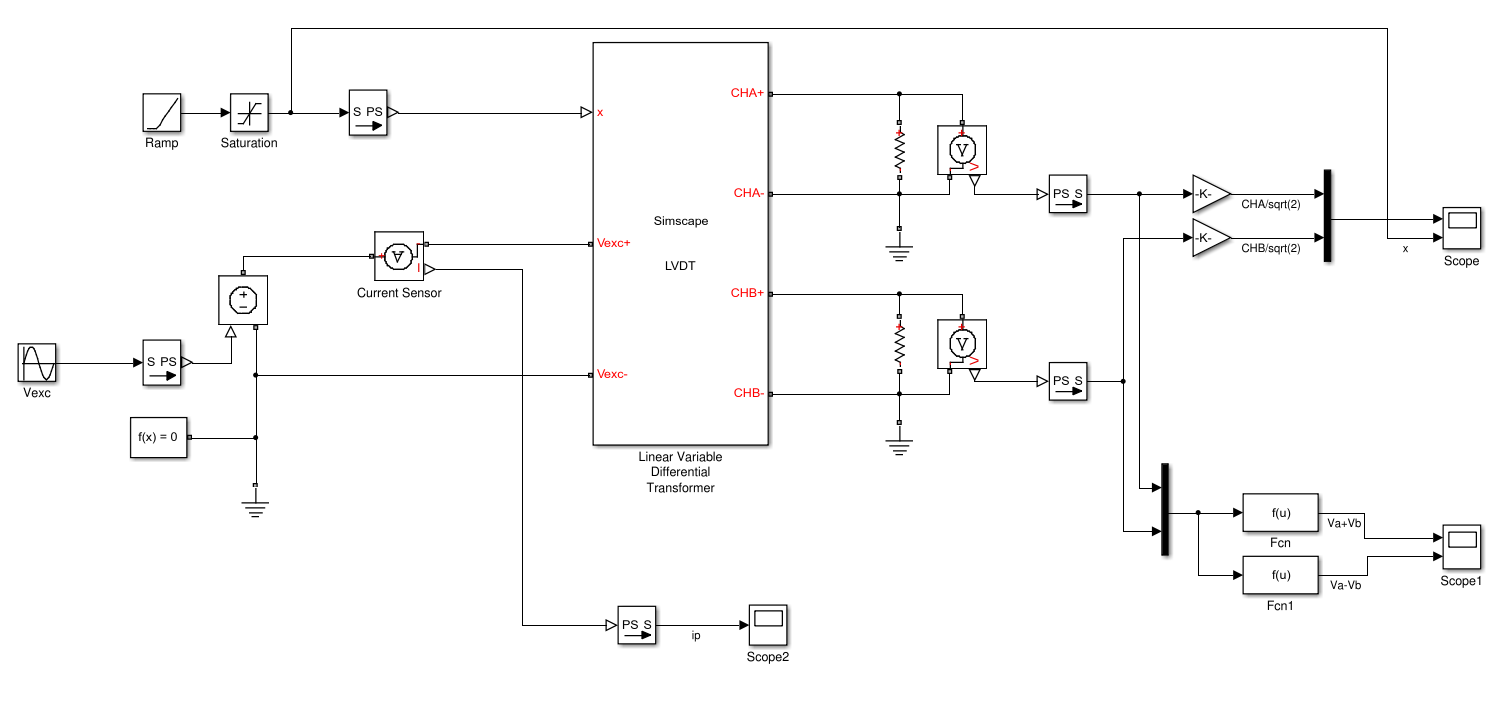 CHA+
S PS
x
Ramp
Saturation
V
V
CHA-
PS S
-K-
CHA/sqrt(2)
Simscape
Vexc+
-K-
CHB/sqrt(2)
x
Scope
LVDT
A
I
Current Sensor
CHB+
V
V
S PS
Vexc
Vexc-
CHB-
PS S
f(x) = 0
Linear Variable
Differential
Transformer
f(u)
Va+Vb
Fcn
f(u)
Va-Vb
Scope1
Fcn1
PS S
ip
Scope2